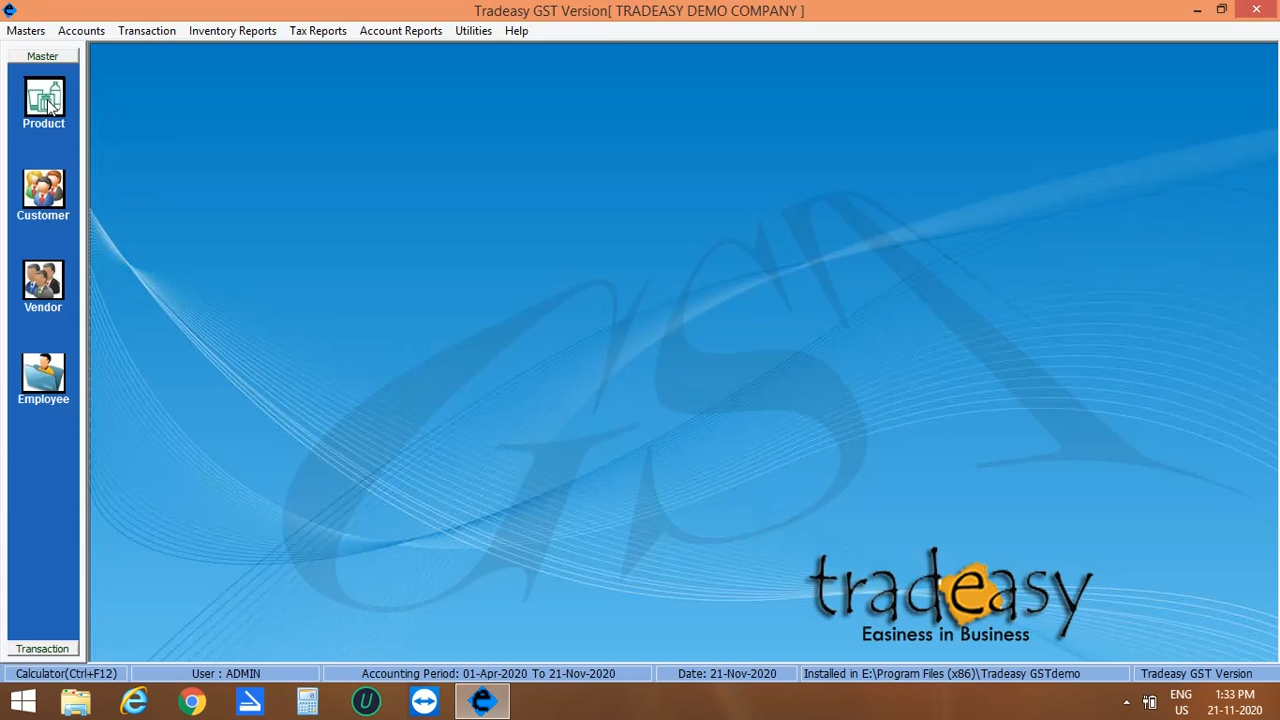 Tradeasy GST Version[ TRADEASY DEMO COMPANY ]
Masters Accounts Transaction Inventory Reports Tax Reports Account Reports Utilities Help
Master
Product
Customer
Vendor
Employee
GST
tradeasy
Easiness in Business
Transaction
Calculator(Ctrl+F12) User : ADMIN Accounting Period: 01-Apr-2020 To 21-Nov-2020 Date: 21-Nov-2020 Installed in E:\Program Files (x86)\Tradeasy GSTdemo Tradeasy GST Version
ENG 1:33 PM
US 21-11-2020